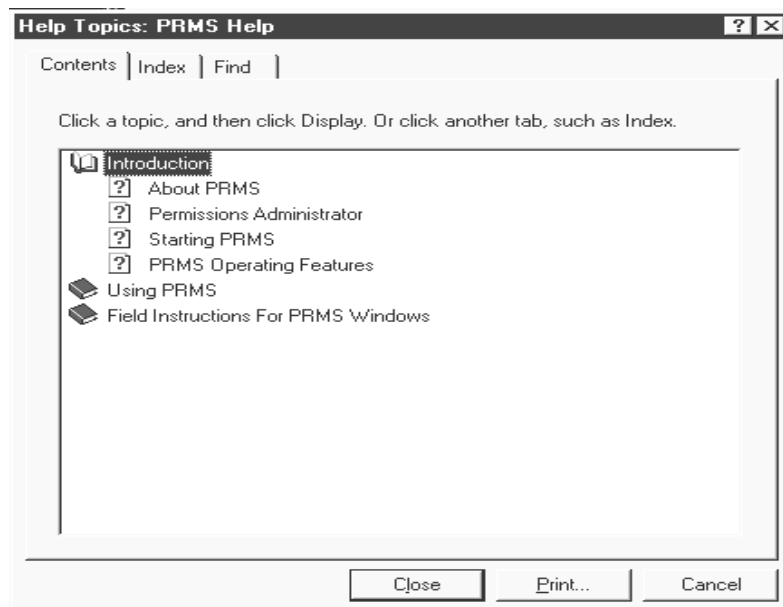 Help Topics: PRMS Help
Contents Index Find
Click a topic, and then click Display. Or click another tab, such as Index.
Introduction
? About PRMS
? Permissions Administrator
? Starting PRMS
? PRMS Operating Features
Using PRMS
Field Instructions For PRMS Windows
Close Print... Cancel